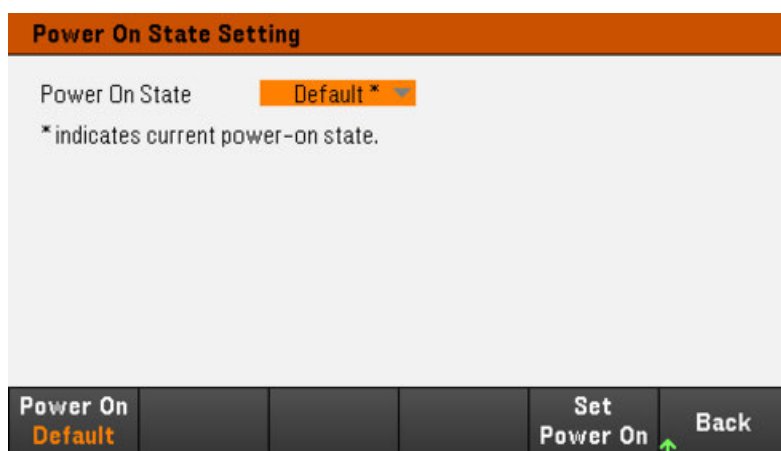 Power On State Setting
Power On State Default *
* indicates current power-on state.
Power On Set
Default Power On Back